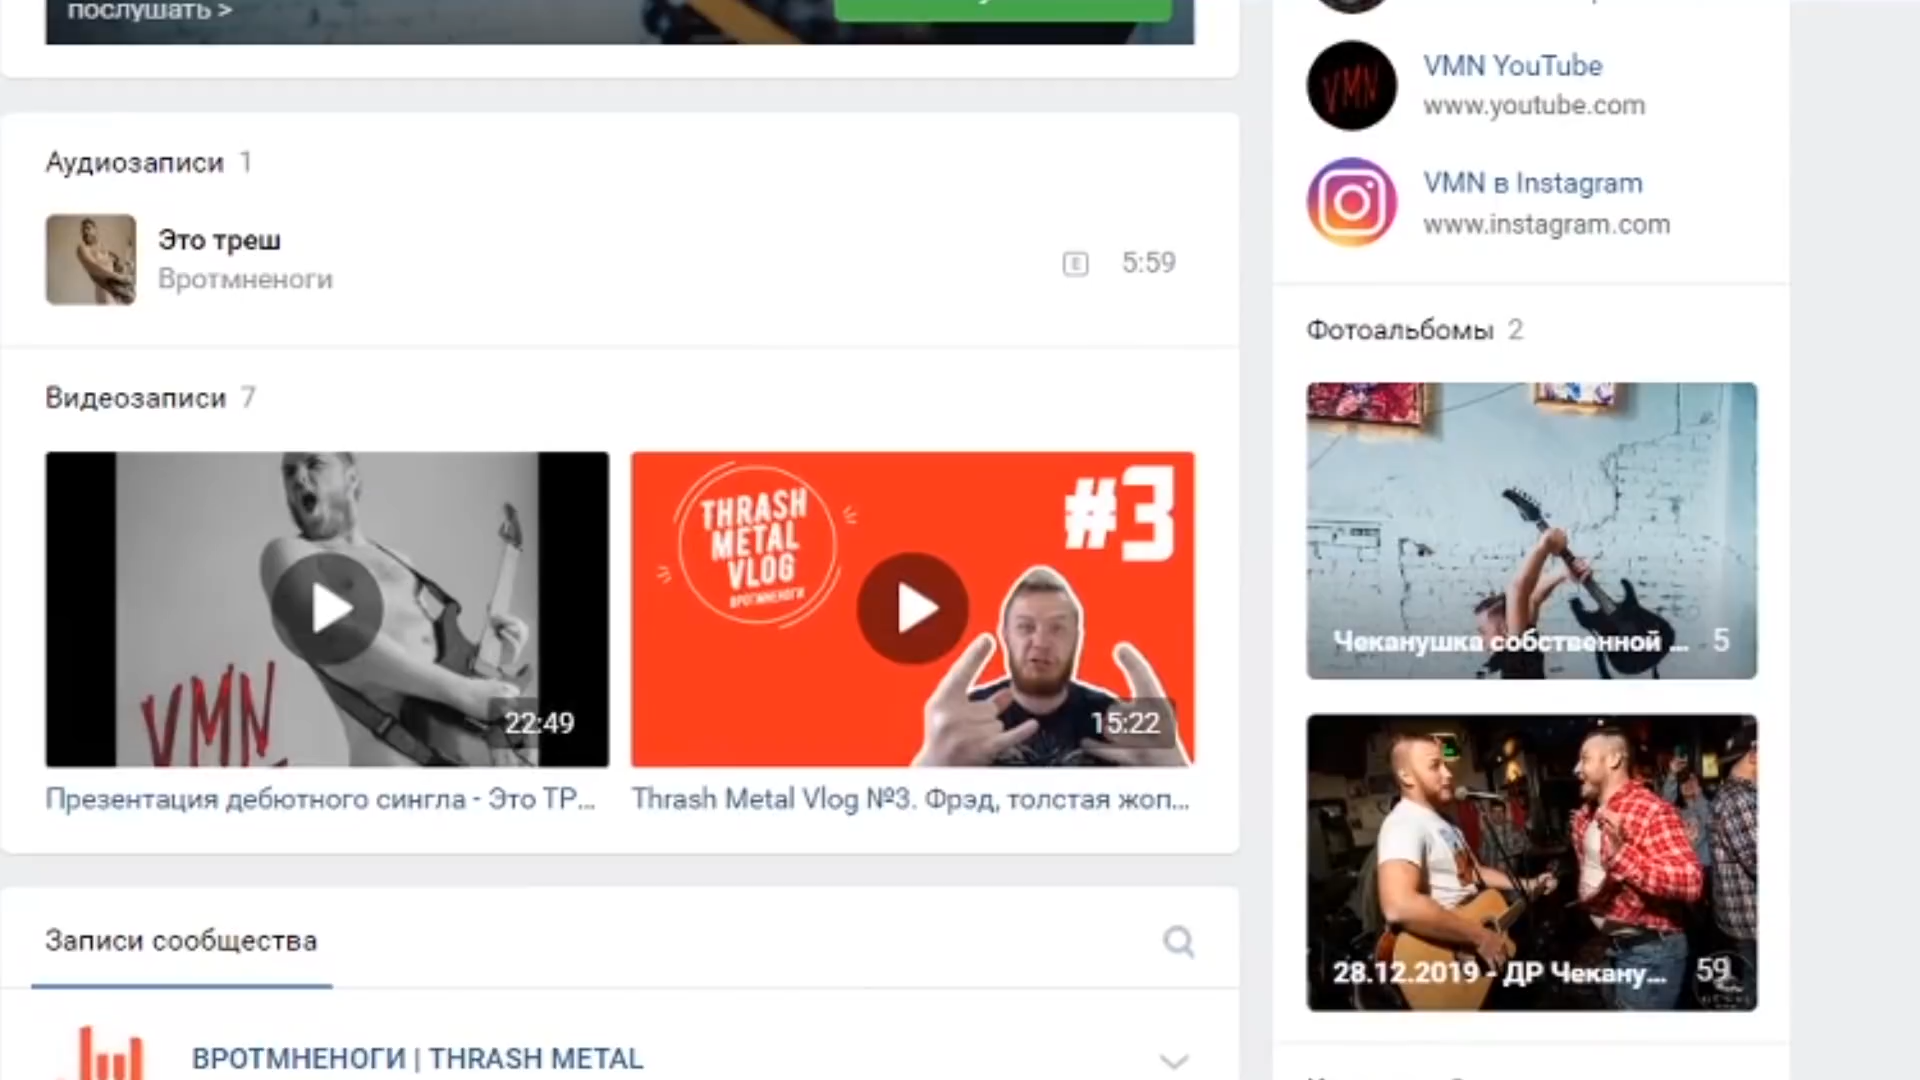 послушать >
Аудиозаписи 1
Это треш
Вротмненоги
E 5:59
Видеозаписи 7
VMN
22:49
THRASH
METAL
VLOG
ВРОТМНЕНОГИ
#3
15:22
Презентация дебютного сингла - Это ТР...
Thrash Metal Vlog №3. Фрэд, толстая жоп...
Записи сообщества
ВРОТМНЕНОГИ | THRASH METAL
VMN
VMN YouTube
www.youtube.com
VMN в Instagram
www.instagram.com
Фотоальбомы 2
Чеканушка собственной ... 5
28.12.2019 - ДР Чекану... 59